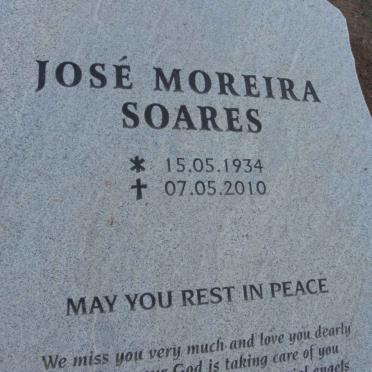 JOSÉ MOREIRA
SOARES
* 15.05.1934
✝ 07.05.2010
MAY YOU REST IN PEACE
We miss you very much and love you dearly
God is taking care of you
angels